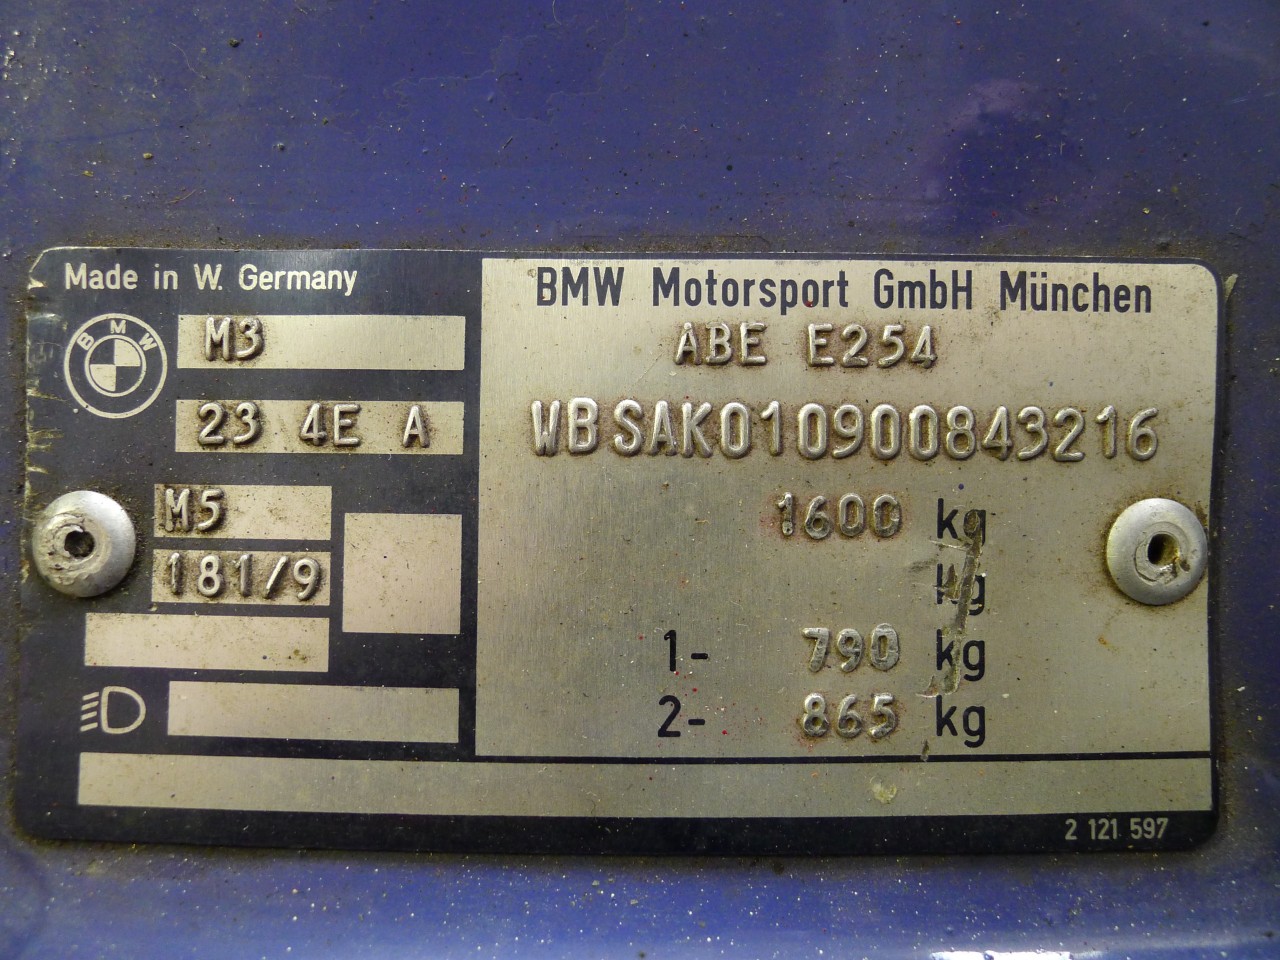 Made in W. Germany
BMW
M3
23 4E A
M5
181/9
BMW Motorsport GmbH München
ABE E254
WBSAK010900843216
1600 kg
kg
1- 790 kg
2- 865 kg
2 121 597